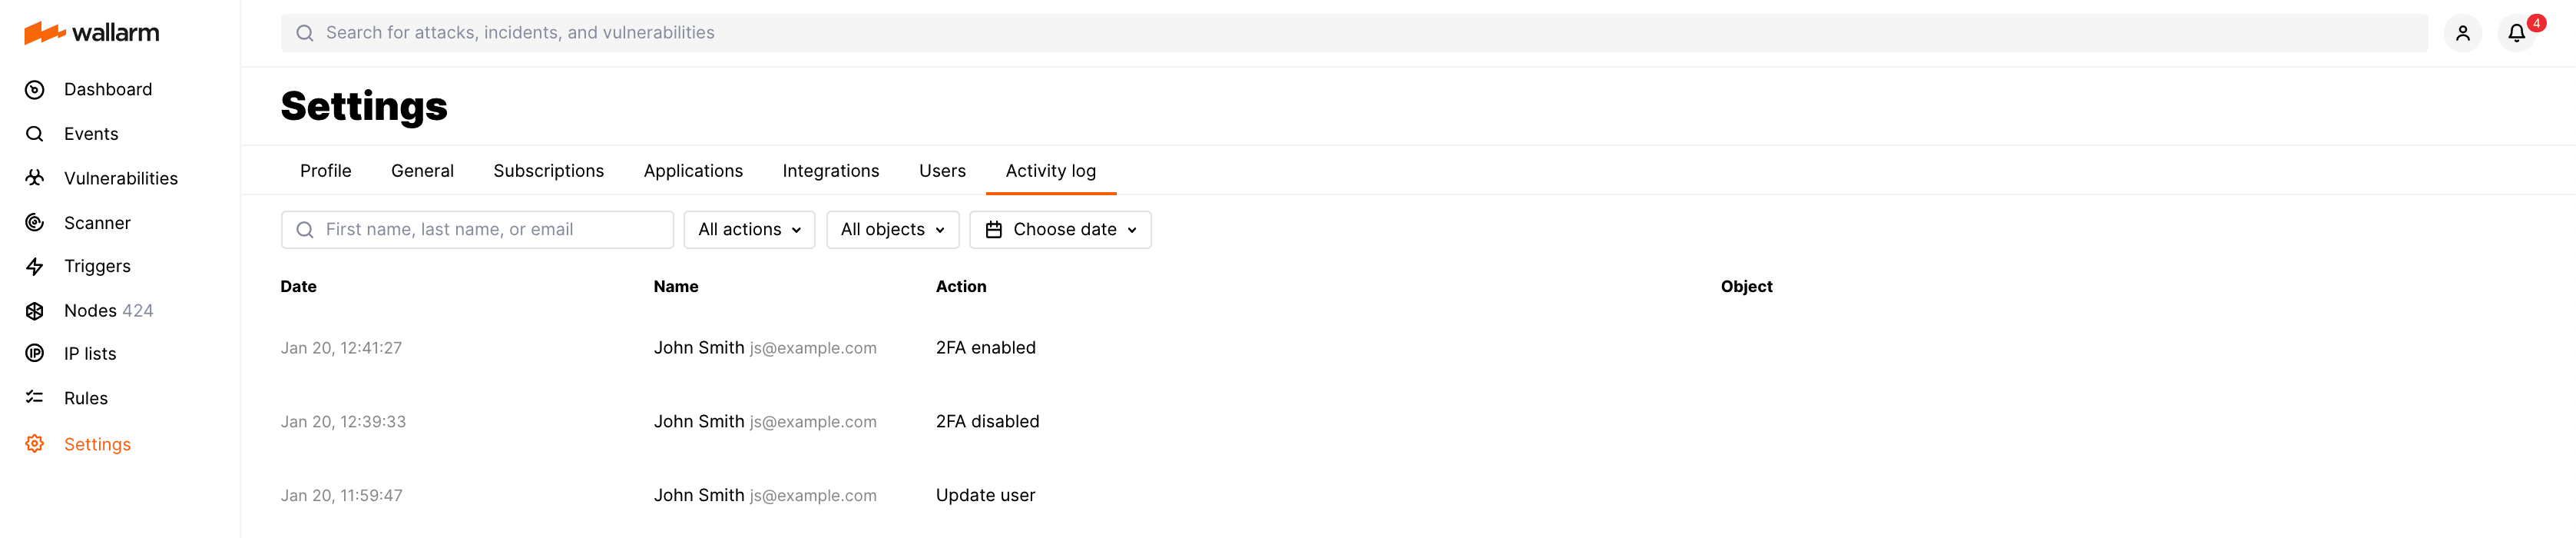 wallarm
Search for attacks, incidents, and vulnerabilities
4
Dashboard
Events
Vulnerabilities
Scanner
Triggers
Nodes 424
IP lists
Rules
Settings
Settings
Profile General Subscriptions Applications Integrations Users Activity log
First name, last name, or email All actions All objects Choose date
Date Name Action Object
Jan 20, 12:41:27 John Smith js@example.com 2FA enabled
Jan 20, 12:39:33 John Smith js@example.com 2FA disabled
Jan 20, 11:59:47 John Smith js@example.com Update user